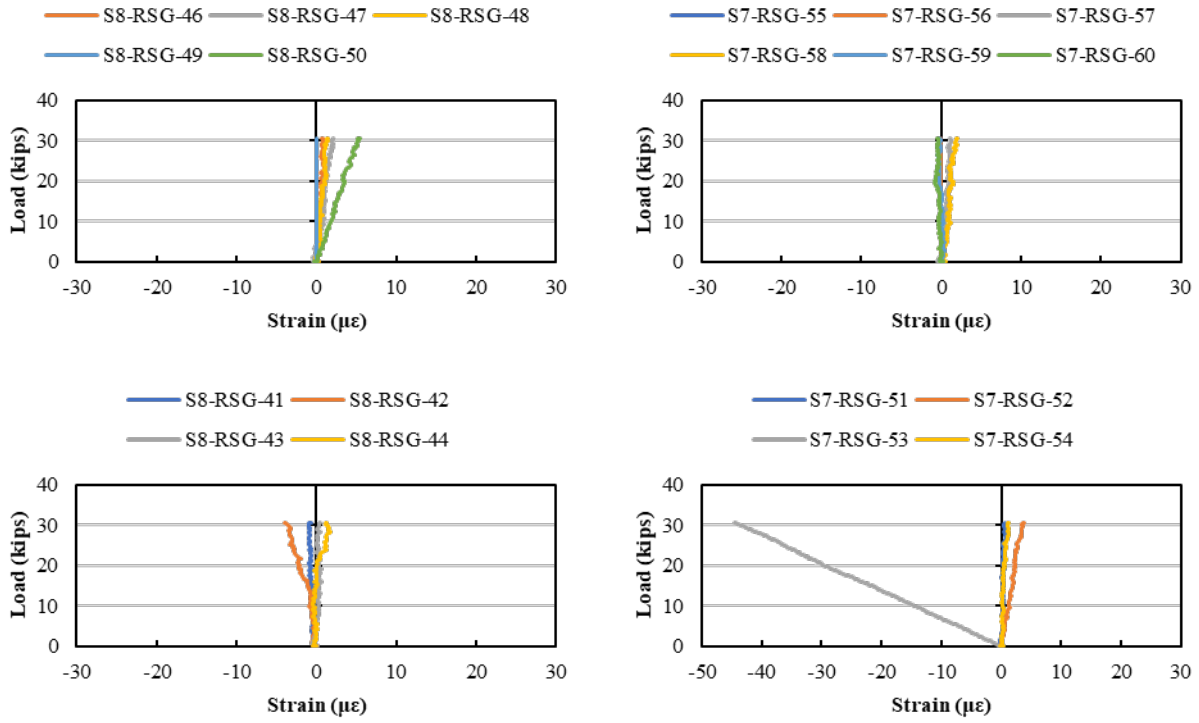 S8-RSG-46 S8-RSG-47 S8-RSG-48
S8-RSG-49 S8-RSG-50
40
30
20
10
0
Load (kips)
-30 -20 -10 0 10 20 30
Strain (με)
S7-RSG-55 S7-RSG-56 S7-RSG-57
S7-RSG-58 S7-RSG-59 S7-RSG-60
40
30
20
10
0
Load (kips)
-30 -20 -10 0 10 20 30
Strain (με)
S8-RSG-41 S8-RSG-42
S8-RSG-43 S8-RSG-44
40
30
20
10
0
Load (kips)
-30 -20 -10 0 10 20 30
Strain (με)
S7-RSG-51 S7-RSG-52
S7-RSG-53 S7-RSG-54
40
30
20
10
0
Load (kips)
-50 -40 -30 -20 -10 0 10 20 30
Strain (με)